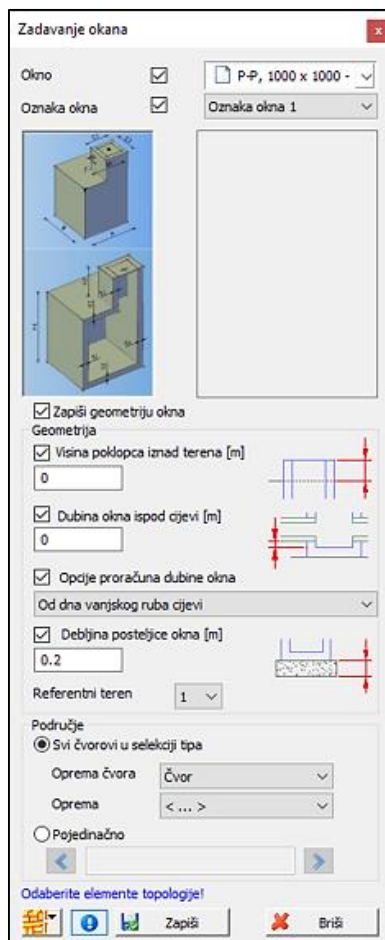 Zadavanje okana
x
Okno P-P, 1000 x 1000 -
Oznaka okna Oznaka okna 1
Zapiši geometriju okna
Geometrija
Visina poklopca iznad terena [m]
0
Dubina okna ispod cijevi [m]
0
Opcije proračuna dubine okna
Od dna vanjskog ruba cijevi
Debljina posteljice okna [m]
0.2
Referentni teren 1
Područje
Svi čvorovi u selekciji tipa
Oprema čvora Čvor
Oprema < ... >
Pojedinačno
Odaberite elemente topologije!
Zapiši Briši